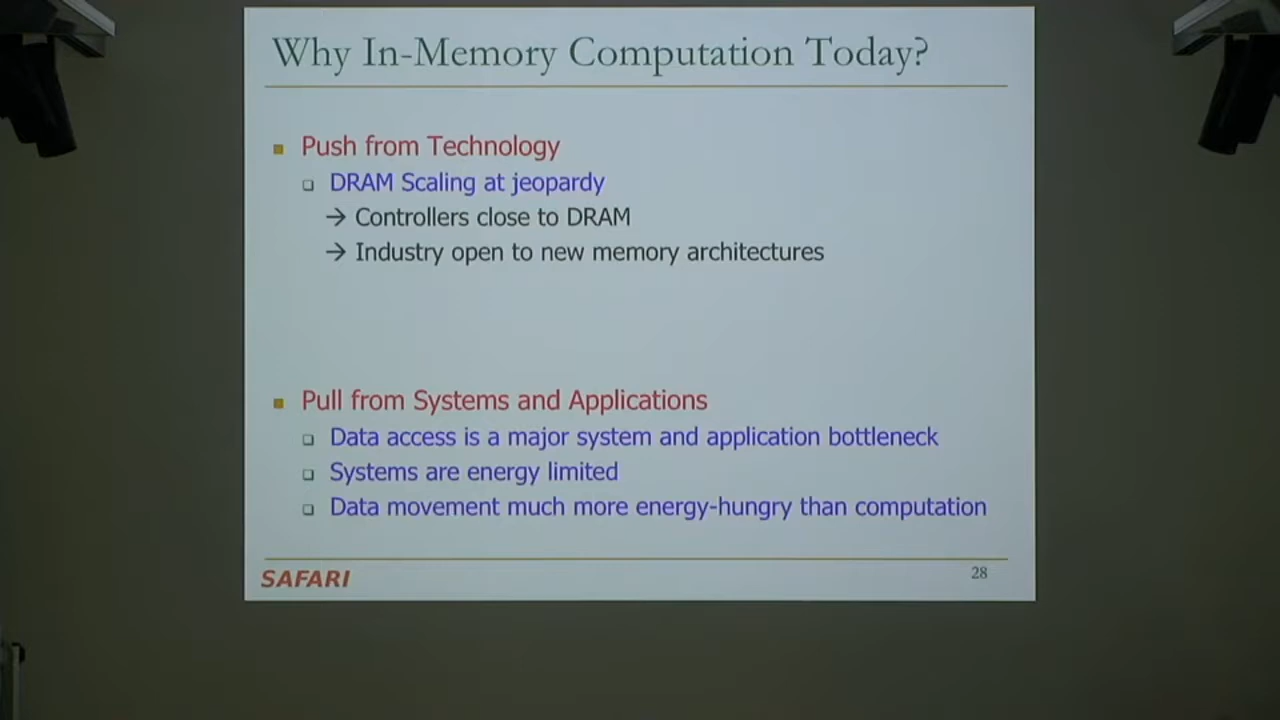 Why In-Memory Computation Today?
Push from Technology
DRAM Scaling at jeopardy
→ Controllers close to DRAM
→ Industry open to new memory architectures
Pull from Systems and Applications
Data access is a major system and application bottleneck
Systems are energy limited
Data movement much more energy-hungry than computation
SAFARI
28